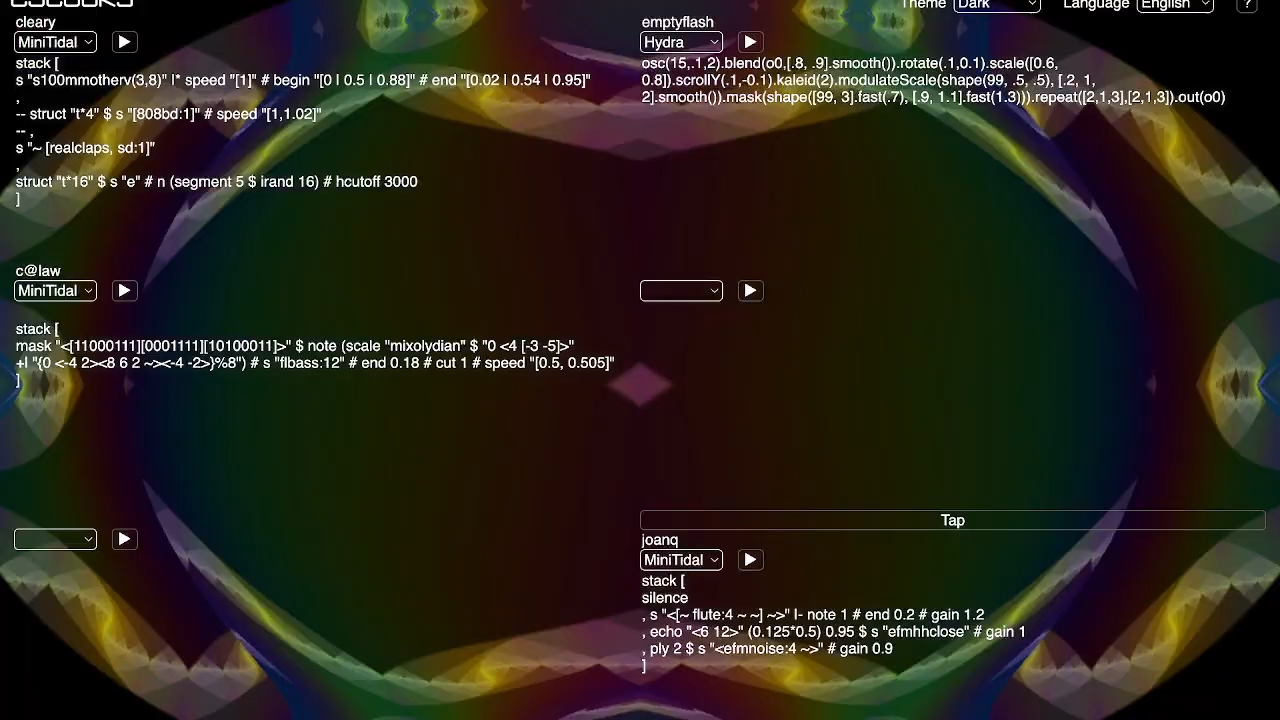 Theme Dark Language English ?
cleary
MiniTidal
stack [
s "s100mmotherv(3,8)" |* speed "[1]" # begin "[0 | 0.5 | 0.88]" # end "[0.02 | 0.54 | 0.95]"
,
-- struct "t*4" $ s "[808bd:1]" # speed "[1,1.02]"
-- ,
s "~ [realclaps, sd:1]"
,
struct "t*16" $ s "e" # n (segment 5 $ irand 16) # hcutoff 3000
]
emptyflash
Hydra
osc(15,.1,2).blend(o0,[.8, .9].smooth()).rotate(.1,0.1).scale([0.6,
0.8]).scrollY(.1,-0.1).kaleid(2).modulateScale(shape(99, .5, .5), [.2, 1,
2].smooth()).mask(shape([99, 3].fast(.7), [.9, 1.1].fast(1.3))).repeat([2,1,3],[2,1,3]).out(o0)
c@law
MiniTidal
stack [
mask "<[11000111][0001111][10100011]>" $ note (scale "mixolydian" $ "0 <4 [-3 -5]>"
+| "{0 <-4 2><8 6 2 ~><-4 -2>}%8") # s "flbass:12" # end 0.18 # cut 1 # speed "[0.5, 0.505]"
]
Tap
joanq
MiniTidal
stack [
silence
, s "<[~ flute:4 ~ ~] ~>" |- note 1 # end 0.2 # gain 1.2
, echo "<6 12>" (0.125*0.5) 0.95 $ s "efmhhclose" # gain 1
, ply 2 $ s "<efmnoise:4 ~>" # gain 0.9
]